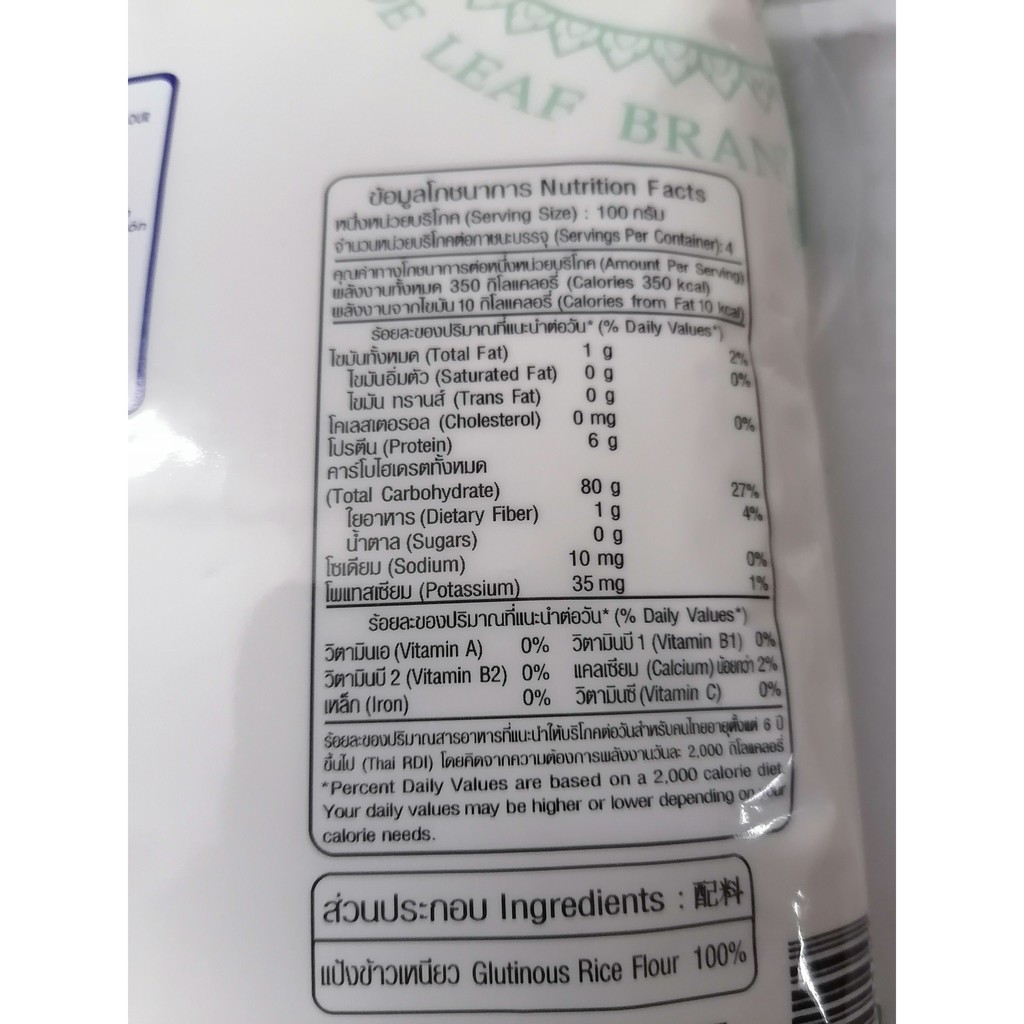 LEAF BRAN
ข้อมูลโภชนาการ Nutrition Facts
หนึ่งหน่วยบริโภค (Serving Size) : 100 กรัม
จำนวนหน่วยบริโภคต่อภาชนะบรรจุ (Servings Per Container): 4
คุณค่าทางโภชนาการต่อหนึ่งหน่วยบริโภค (Amount Per Serving)
พลังงานทั้งหมด 350 กิโลแคลอรี่ (Calories 350 kcal)
พลังงานจากไขมัน 10 กิโลแคลอรี่ (Calories from Fat 10 kcal)
ร้อยละของปริมาณที่แนะนำต่อวัน* (% Daily Values*)
ไขมันทั้งหมด (Total Fat) 1 g 2%
ไขมันอิ่มตัว (Saturated Fat) 0 g 0%
ไขมัน ทรานส์ (Trans Fat) 0 g
โคเลสเตอรอล (Cholesterol) 0 mg 0%
โปรตีน (Protein) 6 g
คาร์โบไฮเดรตทั้งหมด
(Total Carbohydrate) 80 g 27%
ใยอาหาร (Dietary Fiber) 1 g 4%
น้ำตาล (Sugars) 0 g
โซเดียม (Sodium) 10 mg 0%
โพแทสเซียม (Potassium) 35 mg 1%
ร้อยละของปริมาณที่แนะนำต่อวัน* (% Daily Values*)
วิตามินเอ (Vitamin A) 0% วิตามินบี 1 (Vitamin B1) 0%
วิตามินบี 2 (Vitamin B2) 0% แคลเซียม (Calcium) น้อยกว่า 2%
เหล็ก (Iron) 0% วิตามินซี (Vitamin C) 0%
ร้อยละของปริมาณสารอาหารที่แนะนำให้บริโภคต่อวันสำหรับคนไทยอายุตั้งแต่ 6 ปี
ขึ้นไป (Thai RDI) โดยคิดจากความต้องการพลังงานวันละ 2,000 กิโลแคลอรี่
*Percent Daily Values are based on a 2,000 calorie diet.
Your daily values may be higher or lower depending on your
calorie needs.
ส่วนประกอบ Ingredients : 配料
แป้งข้าวเหนียว Glutinous Rice Flour 100%